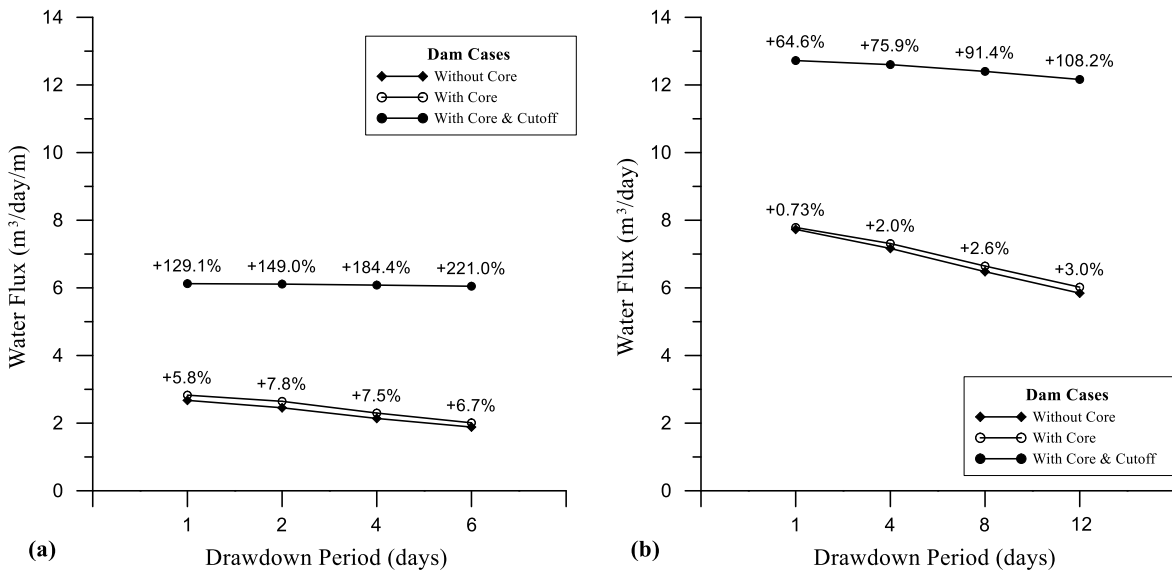 14
12
10
8
6
4
2
0
Water Flux (m³/day/m)
Dam Cases
Without Core
With Core
With Core & Cutoff
+129.1% +149.0% +184.4% +221.0%
+5.8% +7.8% +7.5% +6.7%
1 2 4 6
Drawdown Period (days)
(a)
14
12
10
8
6
4
2
0
Water Flux (m³/day)
+64.6% +75.9% +91.4% +108.2%
+0.73% +2.0% +2.6% +3.0%
Dam Cases
Without Core
With Core
With Core & Cutoff
1 4 8 12
Drawdown Period (days)
(b)